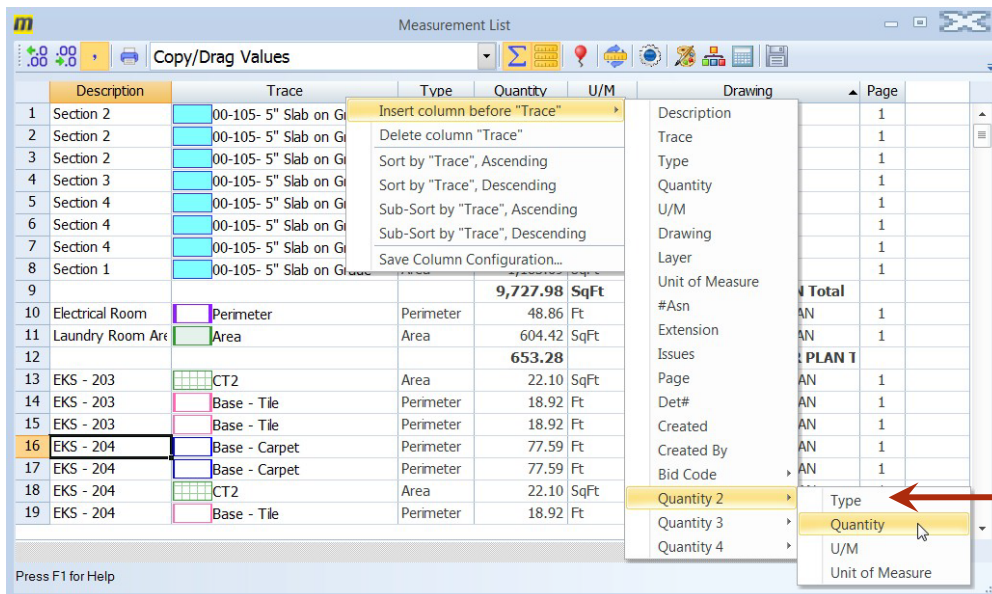 m Measurement List
.00 .0 , Copy/Drag Values Σ
Description Trace Type Quantity U/M Drawing Page
1 Section 2 00-105- 5" Slab on Gr 1
2 Section 2 00-105- 5" Slab on Gr 1
3 Section 2 00-105- 5" Slab on Gr 1
4 Section 3 00-105- 5" Slab on Gr 1
5 Section 4 00-105- 5" Slab on Gr 1
6 Section 4 00-105- 5" Slab on Gr 1
7 Section 4 00-105- 5" Slab on Gr 1
8 Section 1 00-105- 5" Slab on Grade 1
9 9,727.98 SqFt N Total
10 Electrical Room Perimeter Perimeter 48.86 Ft AN 1
11 Laundry Room Are Area Area 604.42 SqFt AN 1
12 653.28 PLAN T
13 EKS - 203 CT2 Area 22.10 SqFt AN 1
14 EKS - 203 Base - Tile Perimeter 18.92 Ft AN 1
15 EKS - 203 Base - Tile Perimeter 18.92 Ft AN 1
16 EKS - 204 Base - Carpet Perimeter 77.59 Ft AN 1
17 EKS - 204 Base - Carpet Perimeter 77.59 Ft AN 1
18 EKS - 204 CT2 Area 22.10 SqFt
19 EKS - 204 Base - Tile Perimeter 18.92 Ft
Insert column before "Trace"
Delete column "Trace"
Sort by "Trace", Ascending
Sort by "Trace", Descending
Sub-Sort by "Trace", Ascending
Sub-Sort by "Trace", Descending
Save Column Configuration...
Description
Trace
Type
Quantity
U/M
Drawing
Layer
Unit of Measure
#Asn
Extension
Issues
Page
Det#
Created
Created By
Bid Code
Quantity 2
Quantity 3
Quantity 4
Type
Quantity
U/M
Unit of Measure
Press F1 for Help